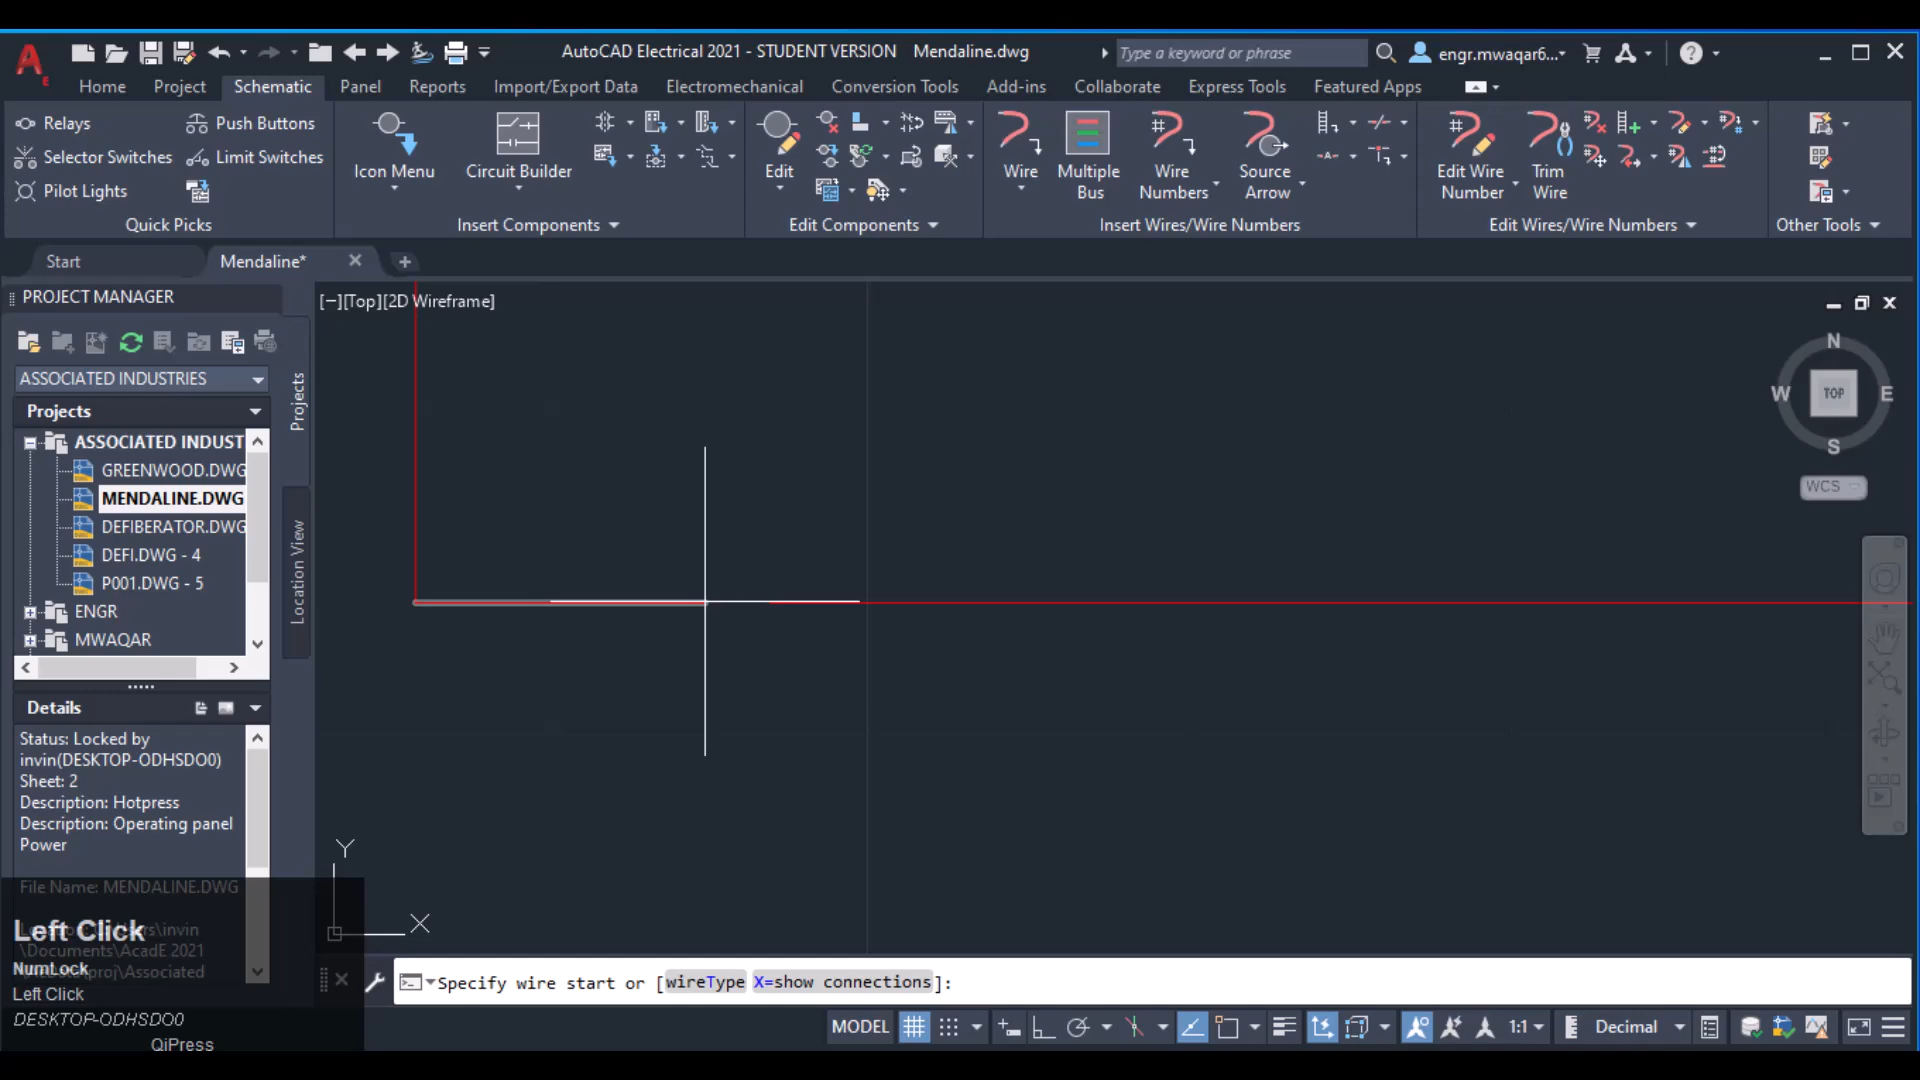 AutoCAD Electrical 2021 - STUDENT VERSION Mendaline.dwg
Type a keyword or phrase
engr.mwaqar6...
Home Project Schematic Panel Reports Import/Export Data Electromechanical Conversion Tools Add-ins Collaborate Express Tools Featured Apps
Relays Push Buttons
Selector Switches Limit Switches
Pilot Lights
Icon Menu
Circuit Builder
Edit
Wire
Multiple Bus
Wire Numbers
Source Arrow
Edit Wire Number
Trim Wire
Quick Picks
Insert Components
Edit Components
Insert Wires/Wire Numbers
Edit Wires/Wire Numbers
Other Tools
Start
Mendaline*
PROJECT MANAGER
[−][Top][2D Wireframe]
ASSOCIATED INDUSTRIES
Projects
ASSOCIATED INDUST
GREENWOOD.DWG
MENDALINE.DWG
DEFIBERATOR.DWG
DEFI.DWG - 4
P001.DWG - 5
ENGR
MWAQAR
Projects
Location View
Details
Status: Locked by
invin(DESKTOP-ODHSDO0)
Sheet: 2
Description: Hotpress
Description: Operating panel
Power
File Name: MENDALINE.DWG
\Documents\AcadE 2021
Left Click
NumLock
Left Click
DESKTOP-ODHSDO0
QiPress
N
W TOP E
S
WCS
Y
X
Specify wire start or [wireType X=show connections]:
MODEL
1:1
Decimal